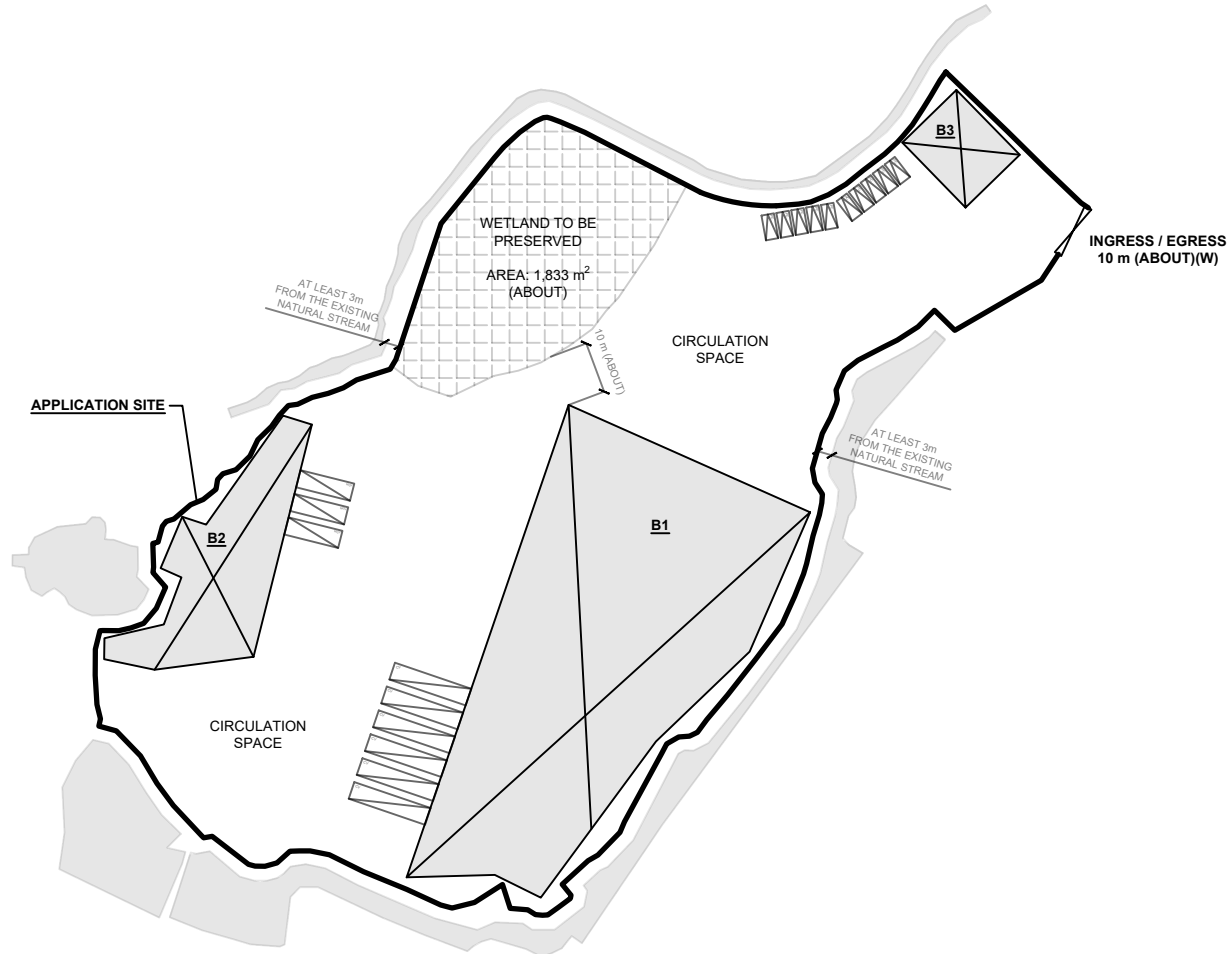 B3
WETLAND TO BE
PRESERVED
AREA: 1,833 m²
(ABOUT)
INGRESS / EGRESS
10 m (ABOUT)(W)
AT LEAST 3m
FROM THE EXISTING
NATURAL STREAM
10 m (ABOUT)
CIRCULATION
SPACE
APPLICATION SITE
AT LEAST 3m
FROM THE EXISTING
NATURAL STREAM
B2
B1
CIRCULATION
SPACE